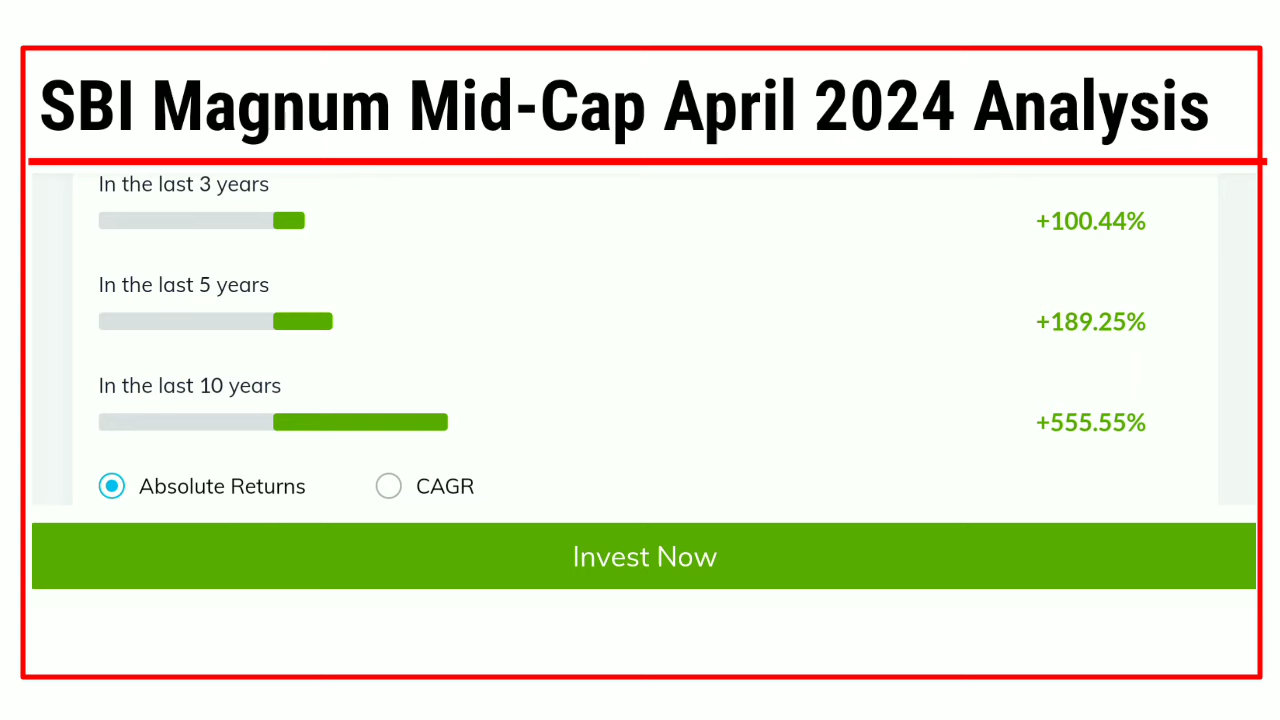 SBI Magnum Mid-Cap April 2024 Analysis
In the last 3 years
+100.44%
In the last 5 years
+189.25%
In the last 10 years
+555.55%
Absolute Returns CAGR
Invest Now